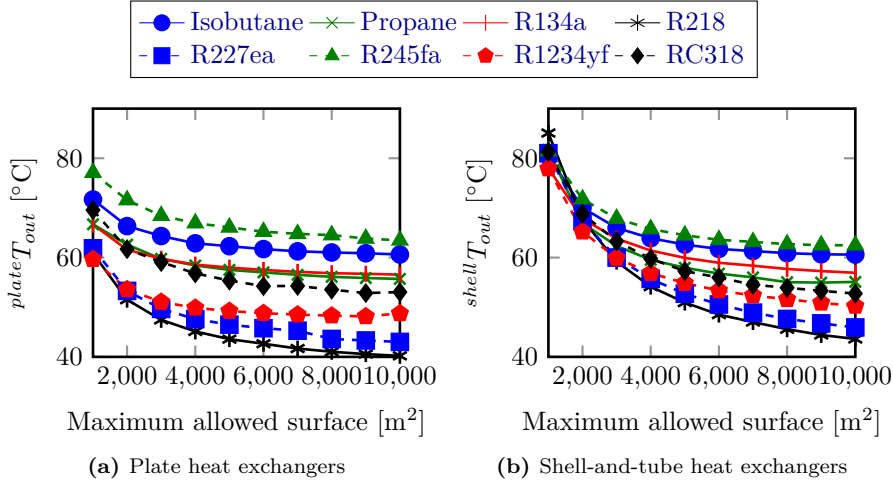 Isobutane Propane R134a R218
R227ea R245fa R1234yf RC318
80
60
40
2,000 4,000 6,000 8,000 10,000
plateT_out [°C]
Maximum allowed surface [m²]
(a) Plate heat exchangers
80
60
40
2,000 4,000 6,000 8,000 10,000
shellT_out [°C]
Maximum allowed surface [m²]
(b) Shell-and-tube heat exchangers